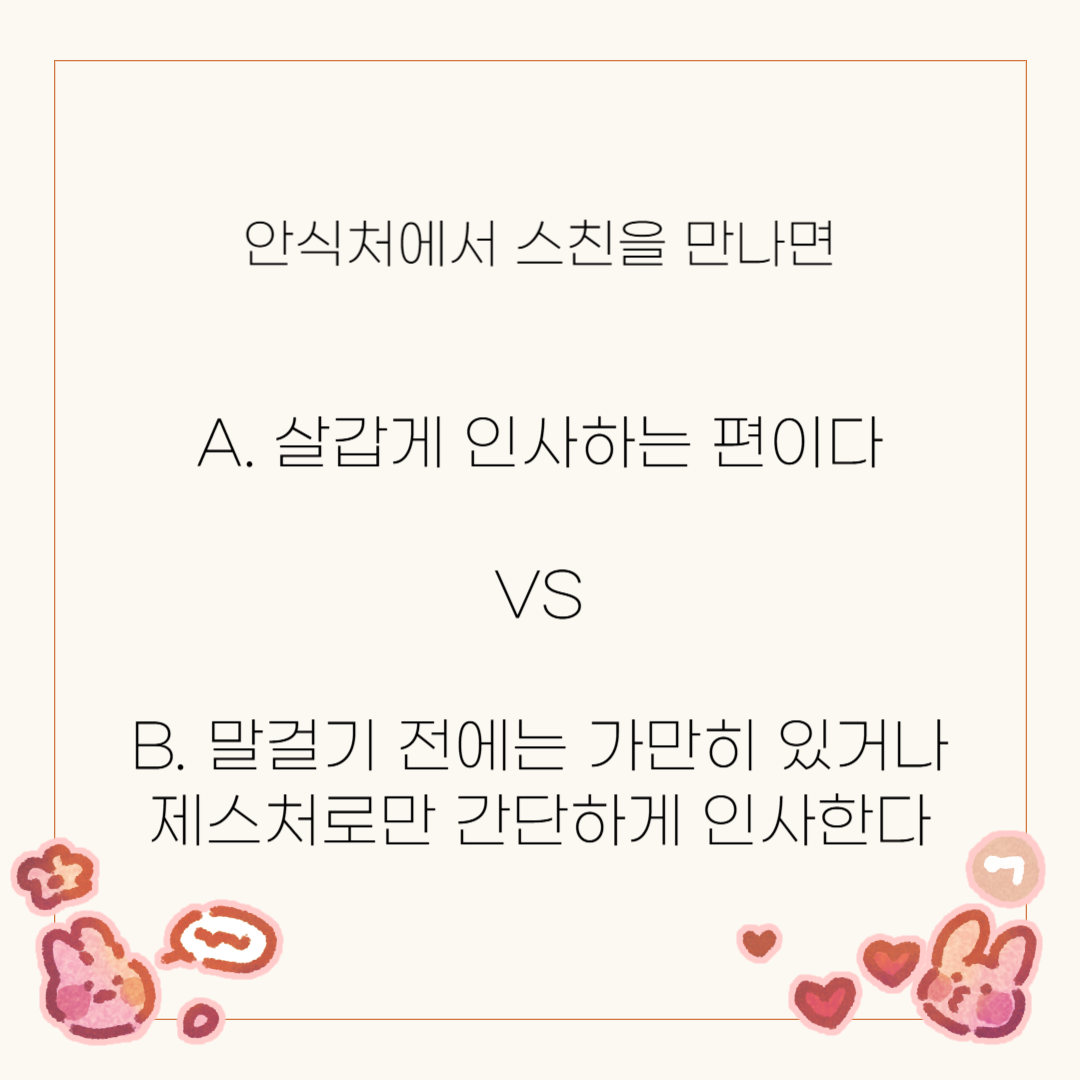 안식처에서 스친을 만나면
A. 살갑게 인사하는 편이다
VS
B. 말걸기 전에는 가만히 있거나
제스처로만 간단하게 인사한다